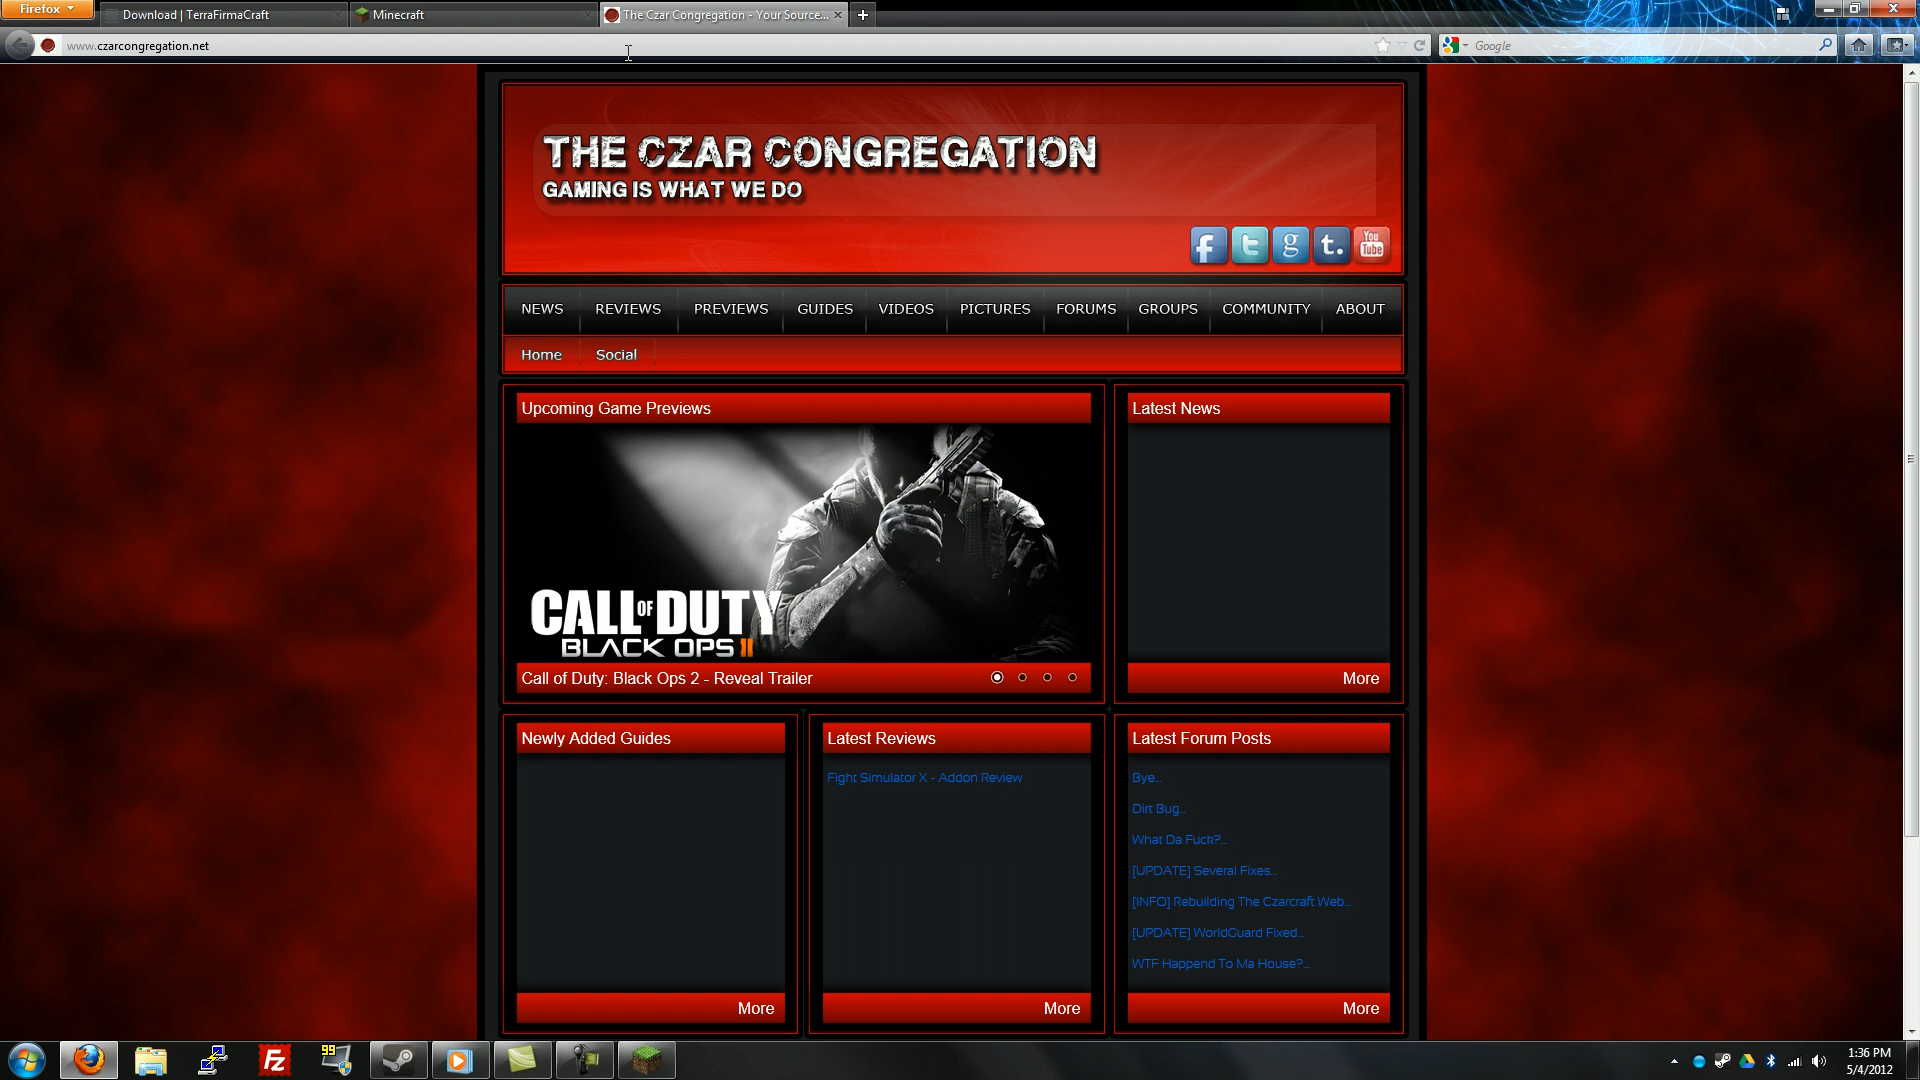 Firefox
Download | TerraFirmaCraft
Minecraft
The Czar Congregation - Your Source...
www.czarcongregation.net
Google
THE CZAR CONGREGATION
GAMING IS WHAT WE DO
f t g t. You Tube
NEWS REVIEWS PREVIEWS GUIDES VIDEOS PICTURES FORUMS GROUPS COMMUNITY ABOUT
Home Social
Upcoming Game Previews
Latest News
CALL OF DUTY
BLACK OPS II
Call of Duty: Black Ops 2 - Reveal Trailer
More
Newly Added Guides
Latest Reviews
Latest Forum Posts
Fight Simulator X - Addon Review
Bye...
Dirt Bug...
What Da Fuck?...
[UPDATE] Several Fixes...
[INFO] Rebuilding The Czarcraft Web...
[UPDATE] WorldGuard Fixed...
WTF Happend To Ma House?...
More
More
More
Fz
99
1:36 PM
5/4/2012